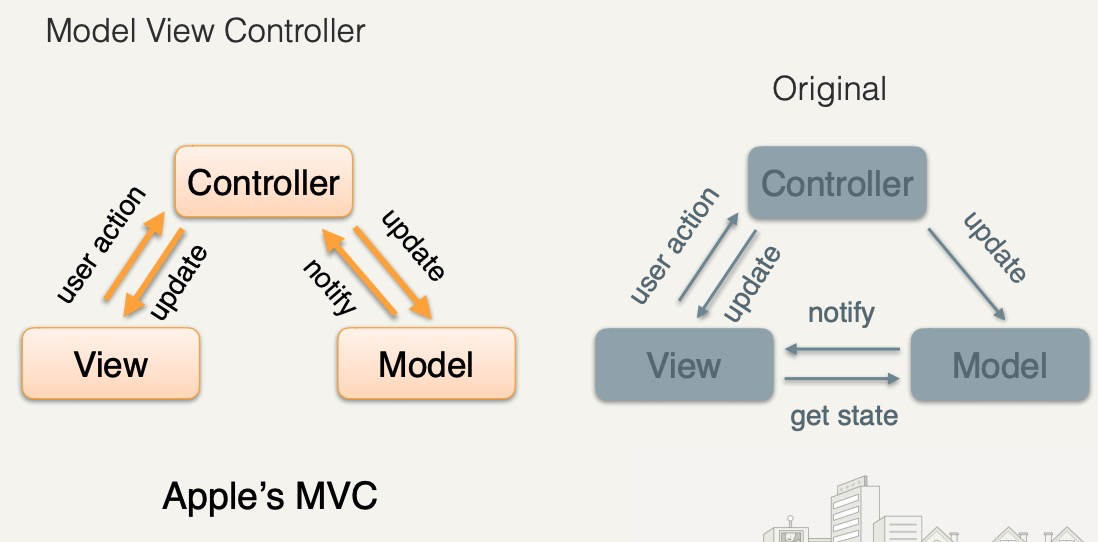 Model View Controller
Controller
user action
update
notify
update
View
Model
Apple's MVC
Original
Controller
user action
update
update
notify
View
Model
get state